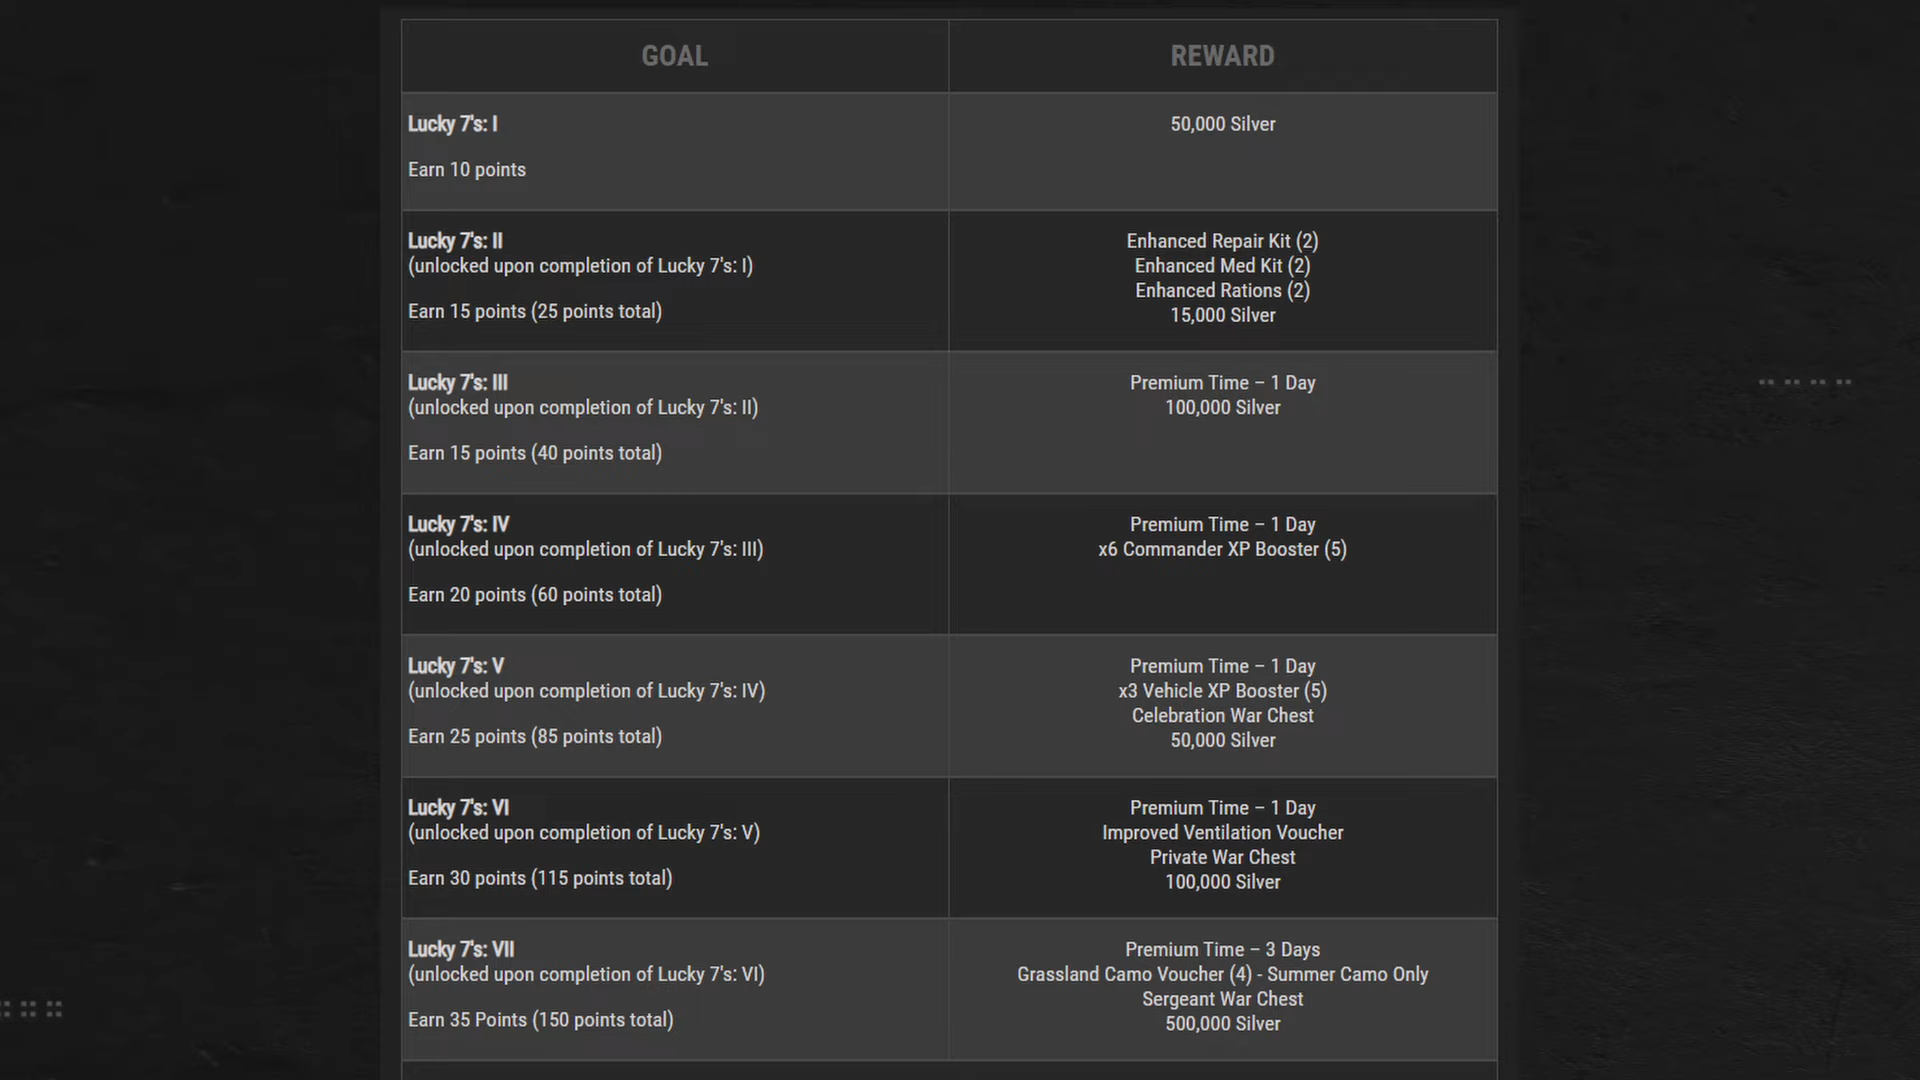 GOAL
REWARD
Lucky 7's: I
Earn 10 points
50,000 Silver
Lucky 7's: II
(unlocked upon completion of Lucky 7's: I)
Earn 15 points (25 points total)
Enhanced Repair Kit (2)
Enhanced Med Kit (2)
Enhanced Rations (2)
15,000 Silver
Lucky 7's: III
(unlocked upon completion of Lucky 7's: II)
Earn 15 points (40 points total)
Premium Time – 1 Day
100,000 Silver
Lucky 7's: IV
(unlocked upon completion of Lucky 7's: III)
Earn 20 points (60 points total)
Premium Time – 1 Day
x6 Commander XP Booster (5)
Lucky 7's: V
(unlocked upon completion of Lucky 7's: IV)
Earn 25 points (85 points total)
Premium Time – 1 Day
x3 Vehicle XP Booster (5)
Celebration War Chest
50,000 Silver
Lucky 7's: VI
(unlocked upon completion of Lucky 7's: V)
Earn 30 points (115 points total)
Premium Time – 1 Day
Improved Ventilation Voucher
Private War Chest
100,000 Silver
Lucky 7's: VII
(unlocked upon completion of Lucky 7's: VI)
Earn 35 Points (150 points total)
Premium Time – 3 Days
Grassland Camo Voucher (4) - Summer Camo Only
Sergeant War Chest
500,000 Silver